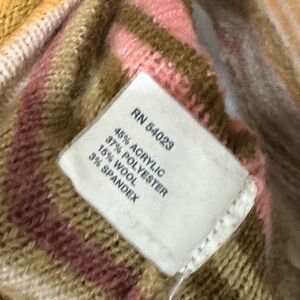 RN 54023
45% ACRYLIC
37% POLYESTER
15% WOOL
3% SPANDEX